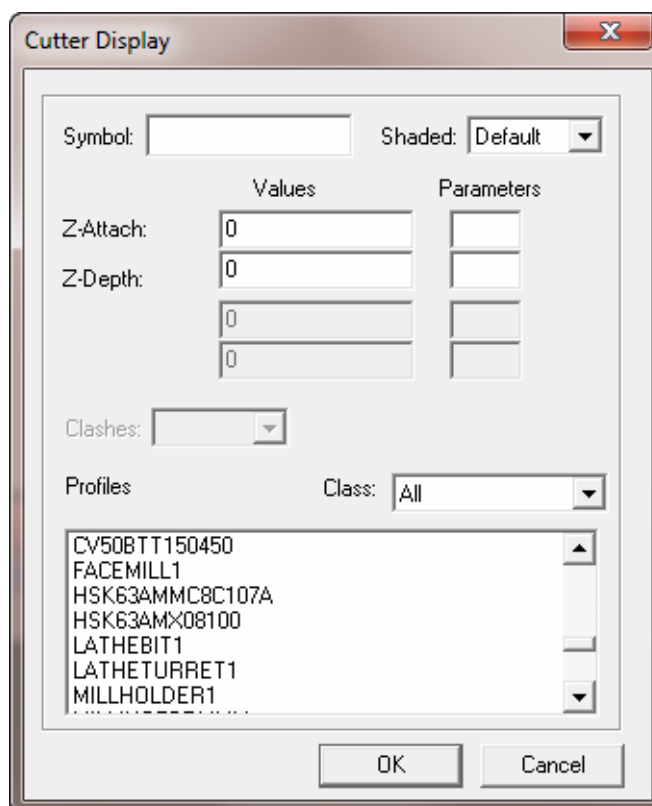 Cutter Display
Symbol: Shaded: Default
Values Parameters
Z-Attach: 0
Z-Depth: 0
0
0
Clashes:
Profiles Class: All
CV50BTT150450
FACEMILL1
HSK63AMMC8C107A
HSK63AMX08100
LATHEBIT1
LATHETURRET1
MILLHOLDER1
OK Cancel